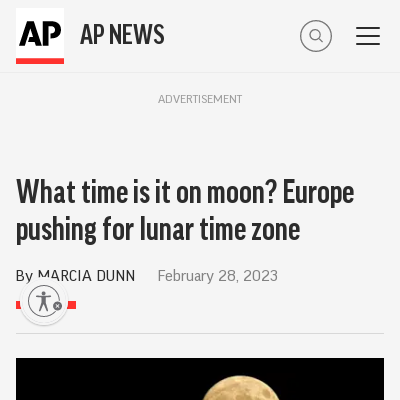 AP
AP NEWS
ADVERTISEMENT
What time is it on moon? Europe
pushing for lunar time zone
By MARCIA DUNN February 28, 2023